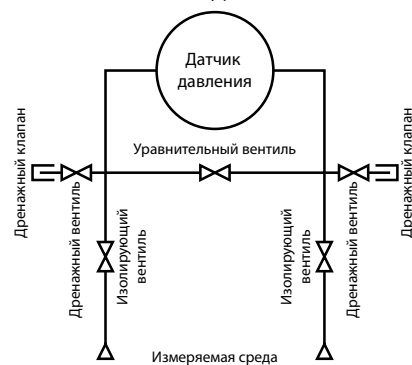 Датчик
давления
Уравнительный вентиль
Дренажный клапан
Дренажный вентиль
Изолирующий
вентиль
Изолирующий
вентиль
Дренажный вентиль
Дренажный клапан
Измеряемая среда